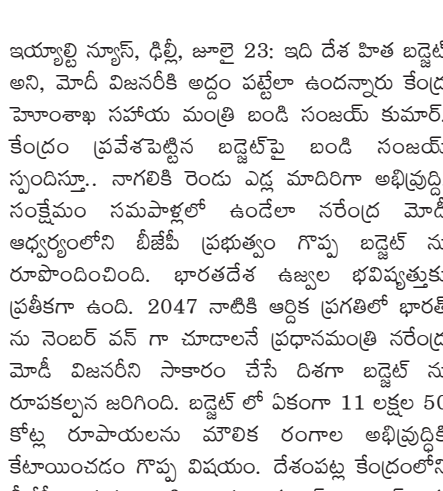 ఇయ్యాల్టి న్యూస్, ఢిల్లీ, జూలై 23: ఇది దేశ హిత బడ్జెట్
అని, మోదీ విజనరీకి అద్దం పట్టేలా ఉందన్నారు కేంద్ర
హెూంశాఖ సహాయ మంత్రి బండి సంజయ్ కుమార్.
కేంద్రం ప్రవేశపెట్టిన బడ్జెట్‌పై బండి సంజయ్
స్పందిస్తూ.. నాగలికి రెండు ఎడ్ల మాదిరిగా అభివ్రుద్ది,
సంక్షేమం సమపాళ్లలో ఉండేలా నరేంద్ర మోదీ
ఆధ్వర్యంలోని బీజేపీ ప్రభుత్వం గొప్ప బడ్జెట్ ను
రూపొందించింది. భారతదేశ ఉజ్వల భవిష్యత్తుకు
ప్రతీకగా ఉంది. 2047 నాటికి ఆర్దిక ప్రగతిలో భారత్
ను నెంబర్ వన్ గా చూడాలనే ప్రధానమంత్రి నరేంద్ర
మోడీ విజనరీని సాకారం చేసే దిశగా బడ్జెట్ ను
రూపకల్పన జరిగింది. బడ్జెట్ లో ఏకంగా 11 లక్షల 50
కోట్ల రూపాయలను మౌలిక రంగాల అభివ్రుద్ధికి
కేటాయించడం గొప్ప విషయం. దేశంపట్ల కేంద్రంలోని